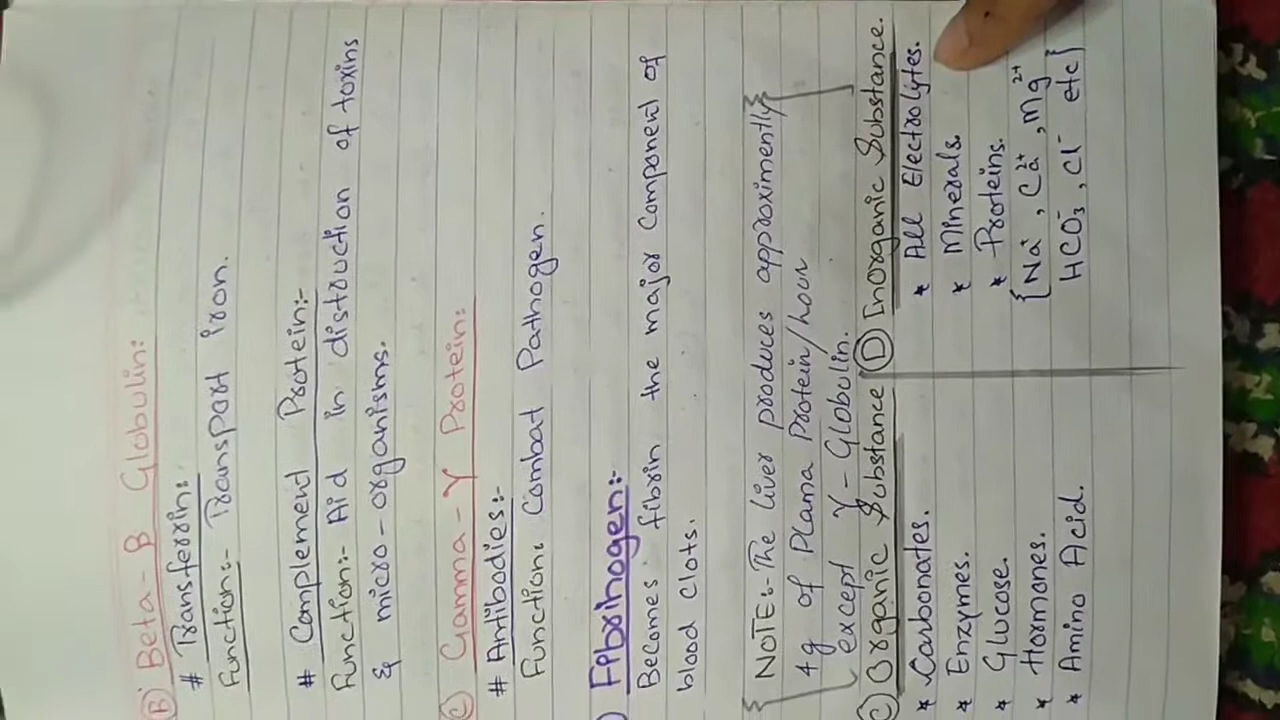 (B) Beta-β Globulin:
# Transferrin:
Function:- Transport iron.
# Complement Protein:-
Function:- Aid in distruction of toxins
& micro-organisms.
(C) Gamma-γ Protein:
# Antibodies:-
Function: Combat Pathogen.
) Fibrinogen:-
Becomes fibrin the major Component of
blood Clots.
{NOTE:-The liver produces approximently}
4g of Plama Protein/hour
except γ-Globulin.
(C) Organic Substance
* Carbonates.
* Enzymes.
* Glucose.
* Hormones.
* Amino Acid.
(D) Inorganic Substance.
* All Electrolytes.
* Minerals.
* Proteins.
{Na⁺, Ca²⁺, Mg²⁺
HCO₃⁻, Cl⁻ etc}